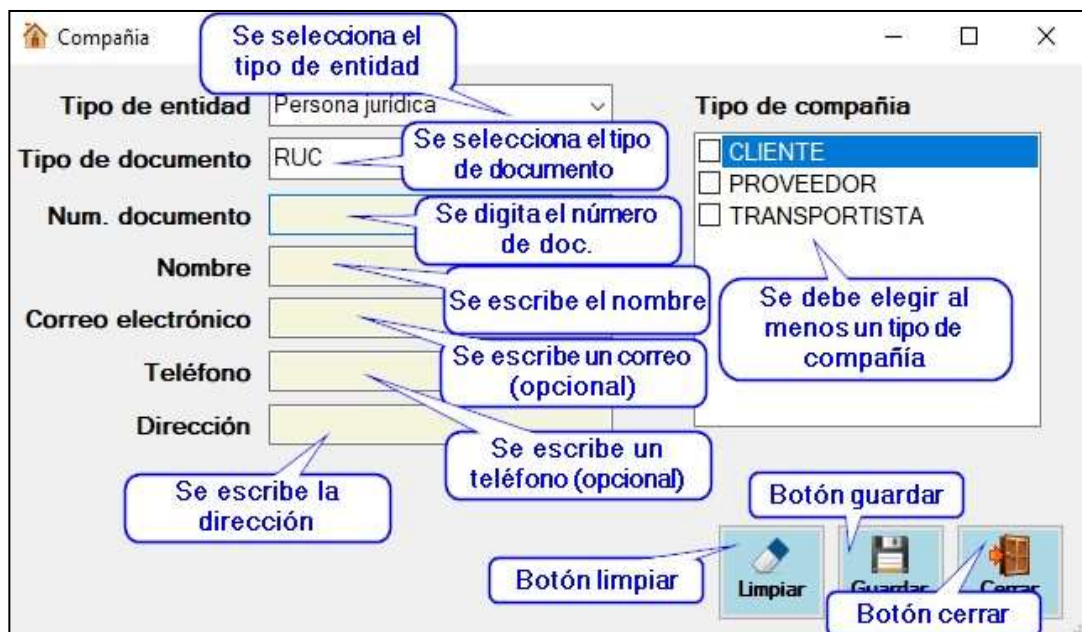 Compañia
Se selecciona el
tipo de entidad
Tipo de entidad
Persona jurídica
Tipo de compañia
Se selecciona el tipo
de documento
Tipo de documento
RUC
CLIENTE
PROVEEDOR
TRANSPORTISTA
Num. documento
Se digita el número
de doc.
Nombre
Se escribe el nombre
Se debe elegir al
menos un tipo de
compañía
Correo electrónico
Se escribe un correo
(opcional)
Teléfono
Dirección
Se escribe un
teléfono (opcional)
Se escribe la
dirección
Botón guardar
Botón limpiar
Limpiar
Guardar
Cerrar
Botón cerrar